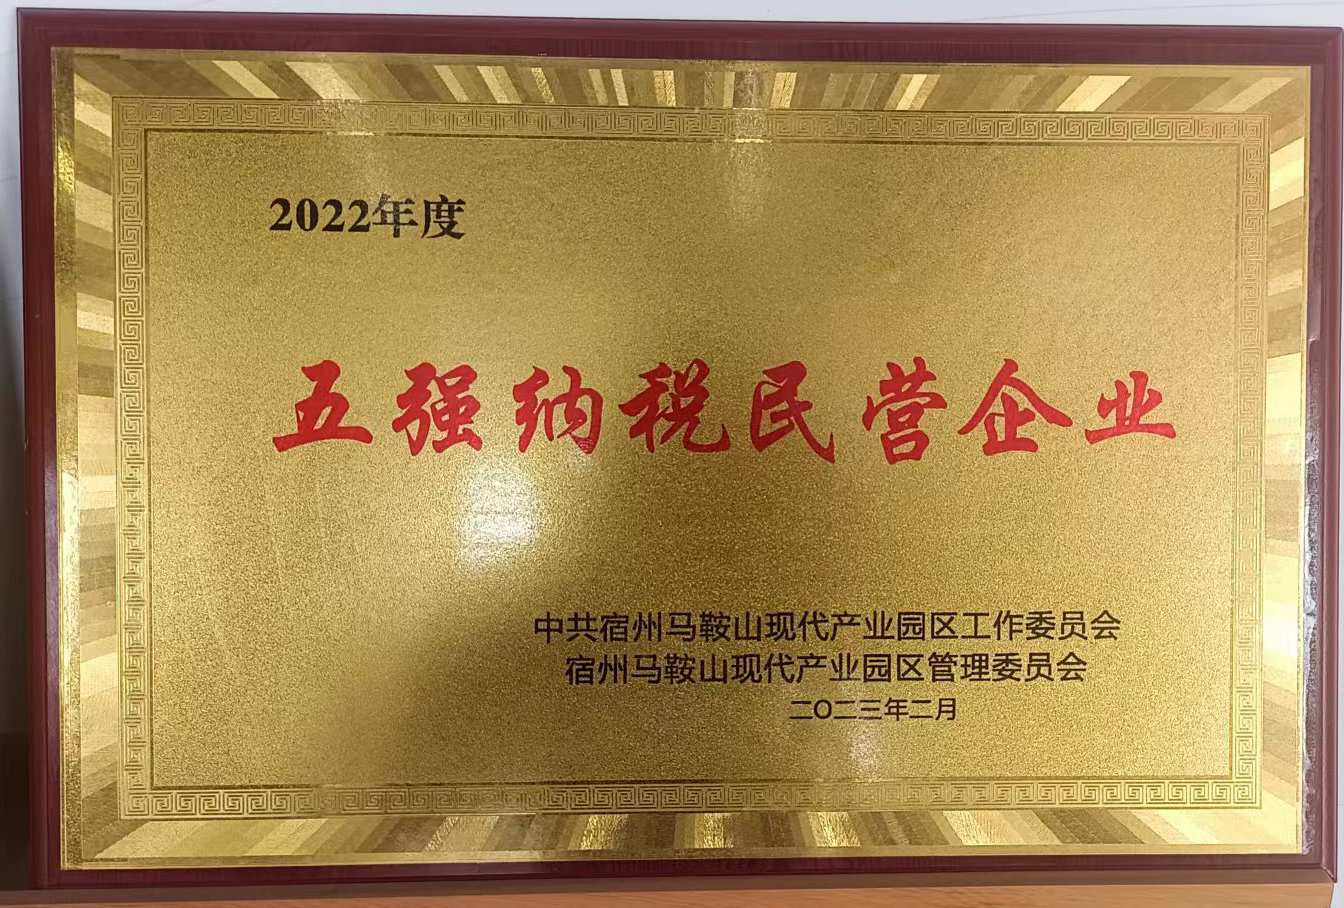 2022年度
五强纳税民营企业
中共宿州马鞍山现代产业园区工作委员会
宿州马鞍山现代产业园区管理委员会
二〇二三年二月